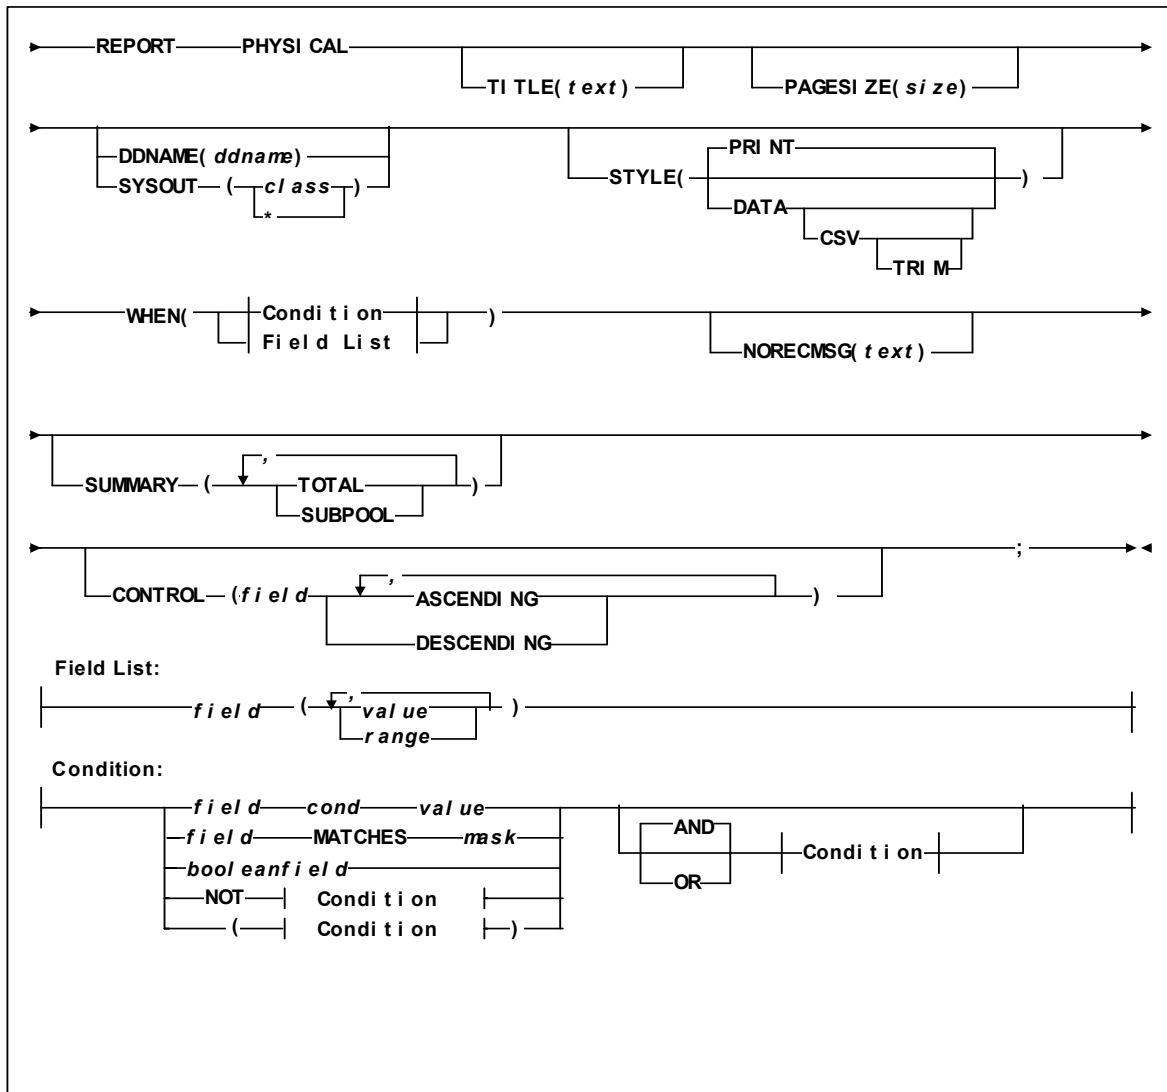 REPORT PHYSICAL
TITLE(text) PAGESIZE(size)
DDNAME(ddname)
SYSOUT (class)
*
PRINT
STYLE( )
DATA
CSV
TRIM
WHEN( Condition )
Field List
NORECMSG(text)
,
SUMMARY ( TOTAL )
SUBPOOL
;
,
CONTROL (field ASCENDING )
DESCENDING
Field List:
,
field ( value )
range
Condition:
field cond value
field MATCHES mask
booleanfield
NOT Condition
( Condition )
AND
OR
Condition